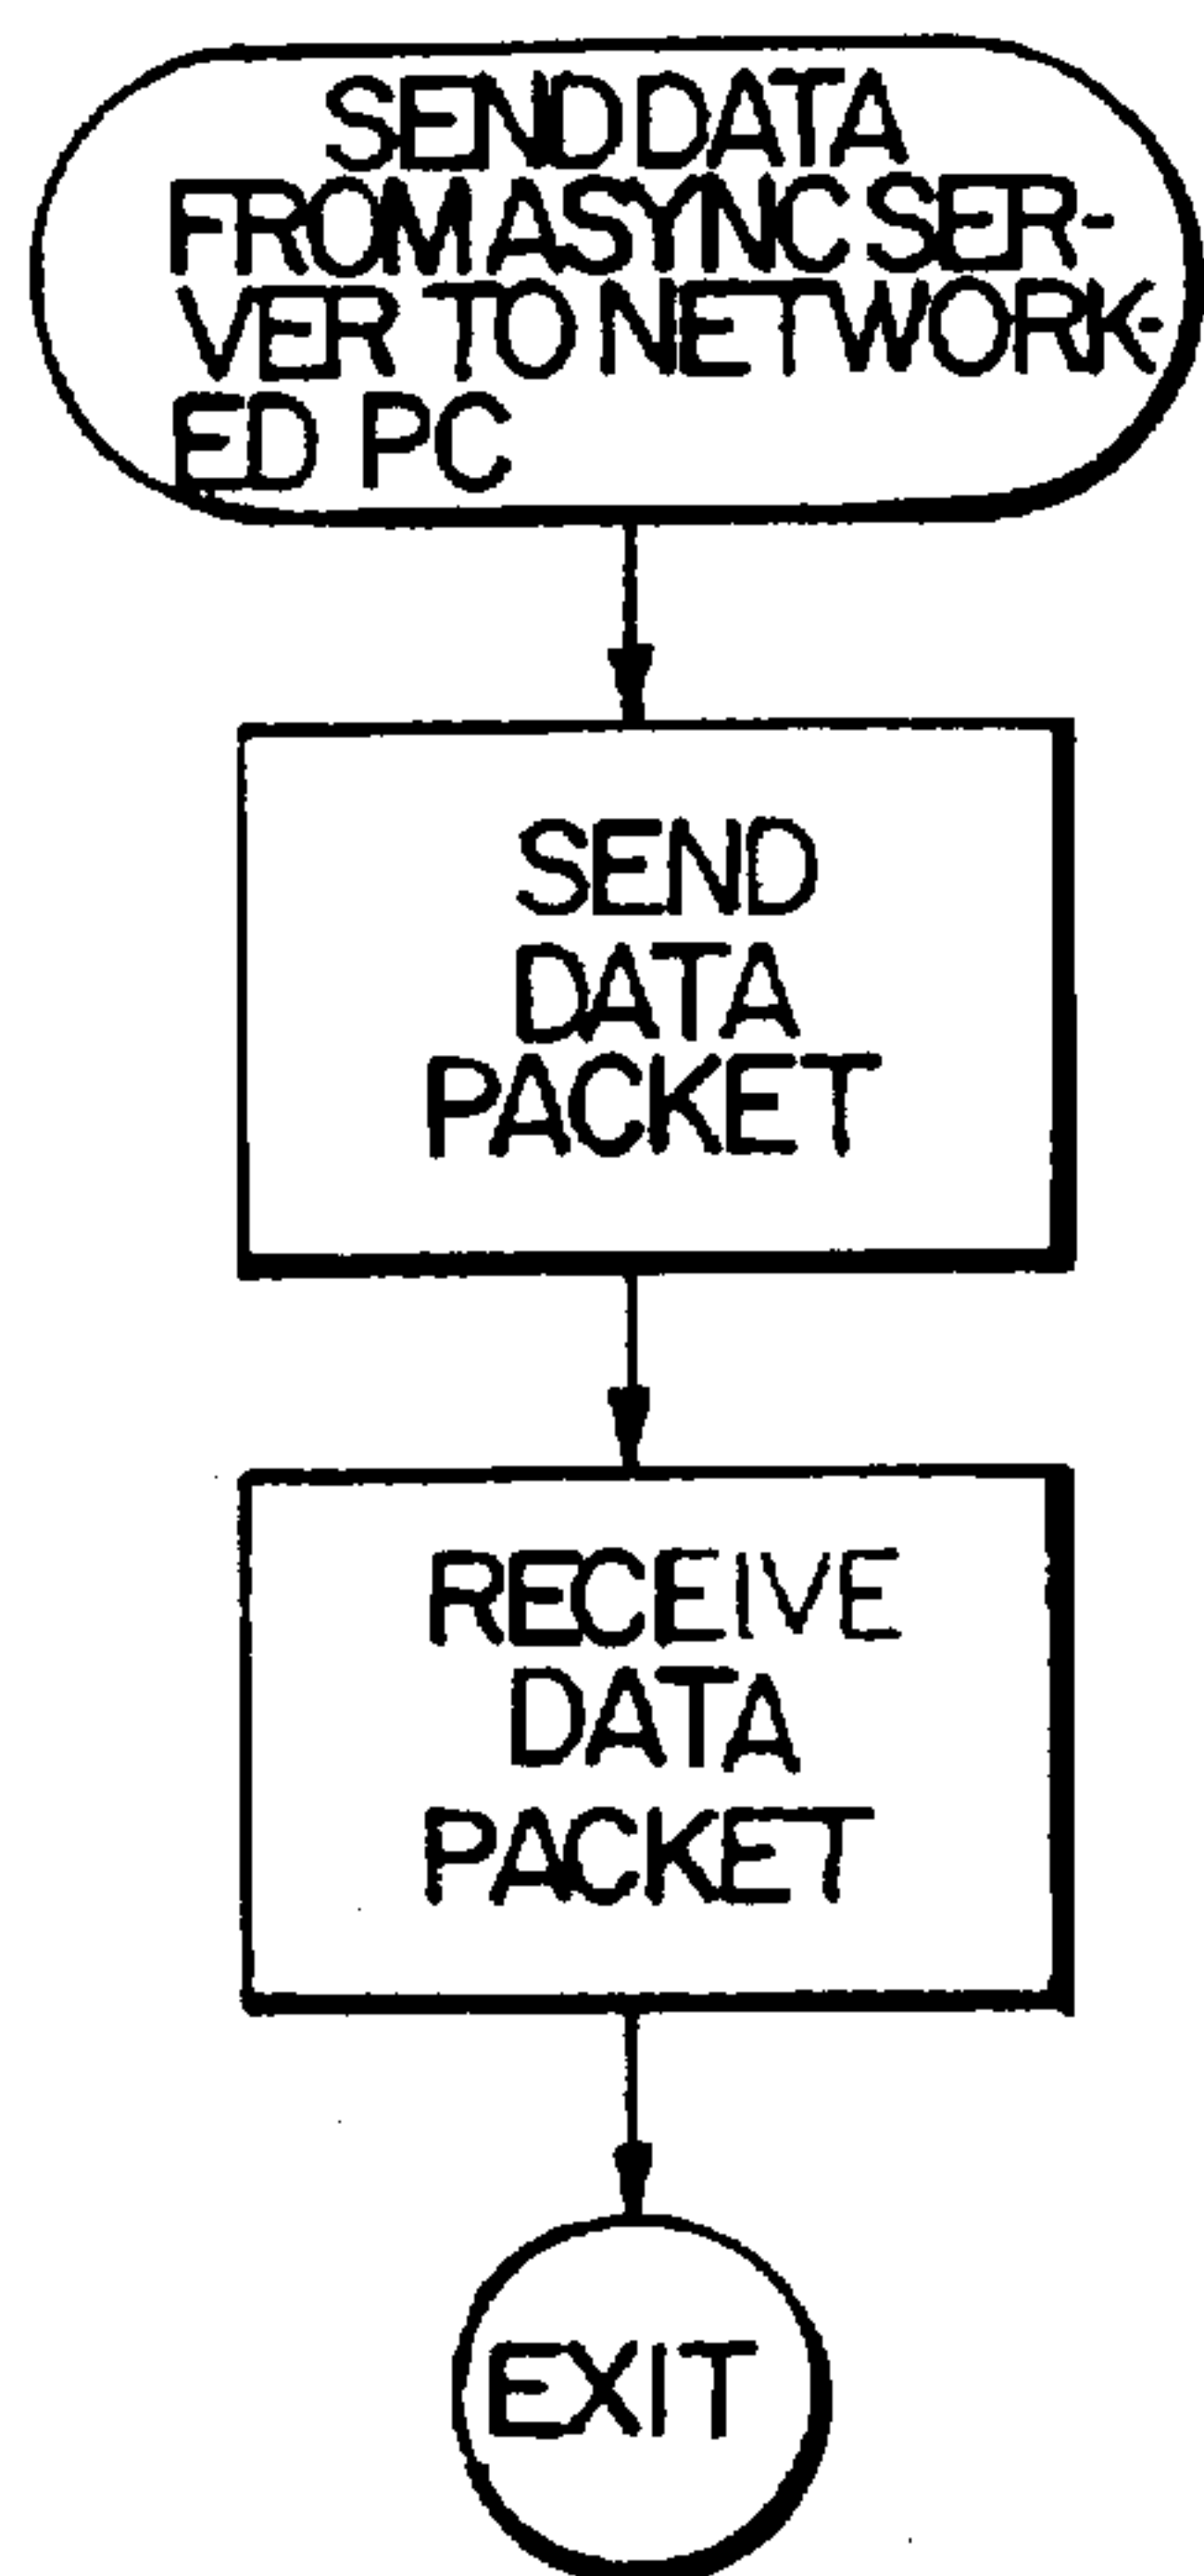 SEND DATA
FROM ASYNC SER-
VER TO NETWORK-
ED PC
SEND
DATA
PACKET
RECEIVE
DATA
PACKET
EXIT